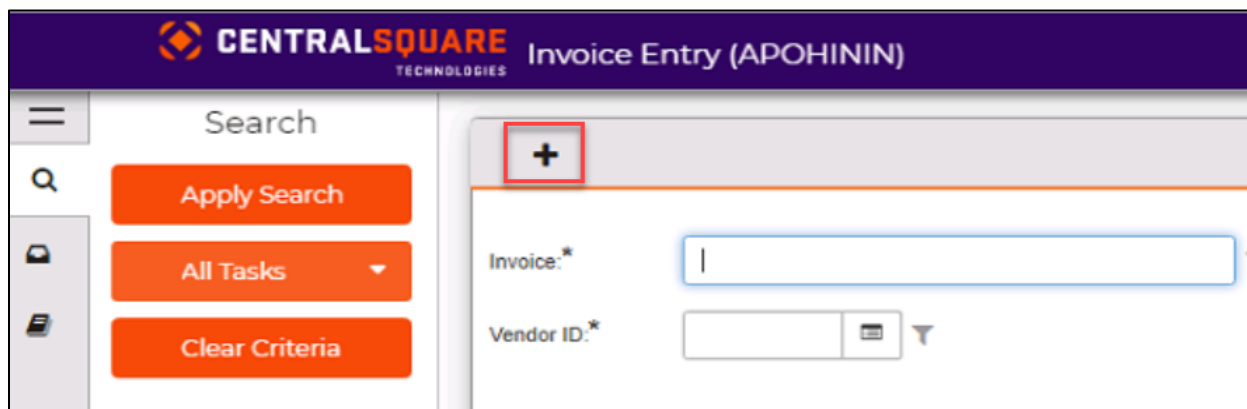 CENTRALSQUARE
TECHNOLOGIES
Invoice Entry (APOHININ)
Search
Apply Search
All Tasks
Clear Criteria
Invoice:*
Vendor ID:*